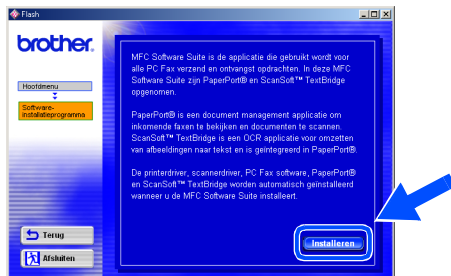 Flash
brother.
Hoofdmenu
Software-
installatieprogramma
MFC Software Suite is de applicatie die gebruikt wordt voor
alle PC Fax verzend en ontvangst opdrachten. In deze MFC
Software Suite zijn PaperPort® en ScanSoft™ TextBridge
opgenomen.
PaperPort® is een document management applicatie om
inkomende faxen te bekijken en documenten te scannen.
ScanSoft™ TextBridge is een OCR applicatie voor omzetten
van afbeeldingen naar tekst en is geïntegreerd in PaperPort®.
De printerdriver, scannerdriver, PC Fax software, PaperPort®
en ScanSoft™ TextBridge worden automatisch geïnstalleerd
wanneer u de MFC Software Suite installeert.
Installeren
Terug
Afsluiten